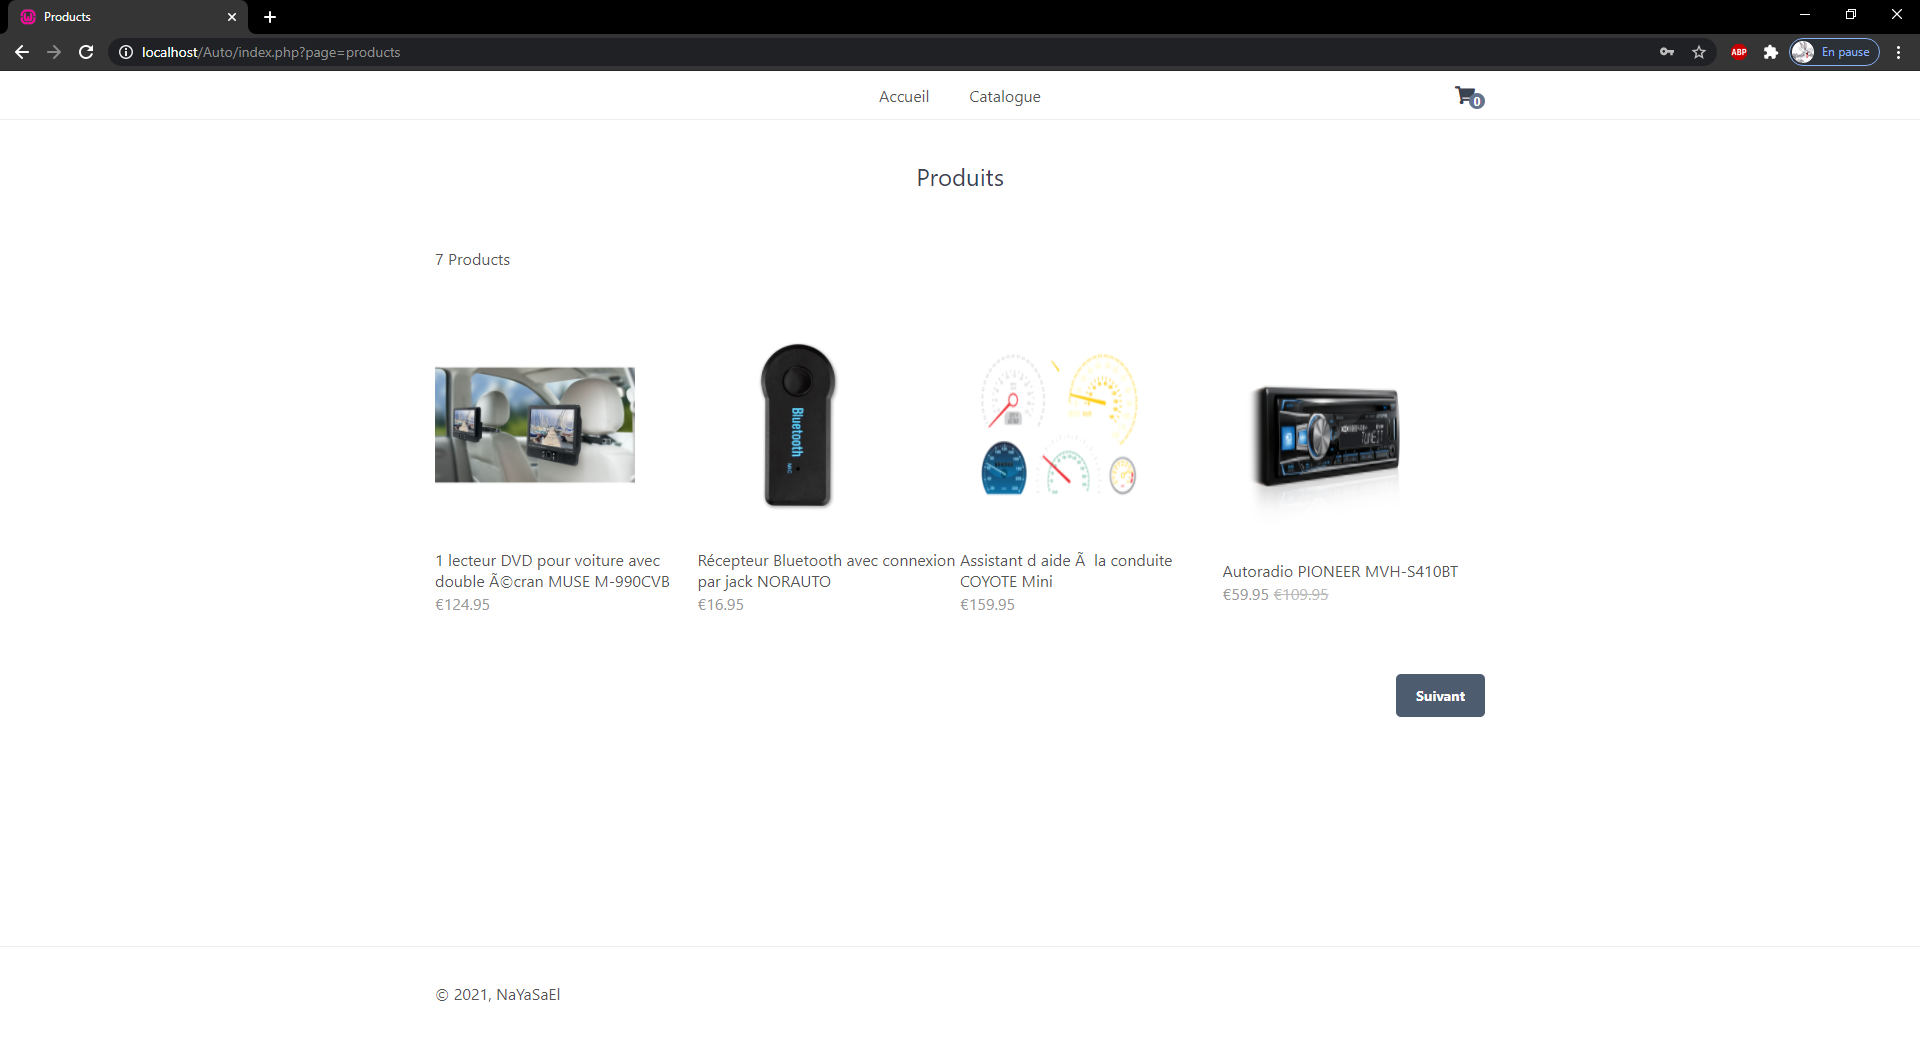 Products
localhost/Auto/index.php?page=products
ABP
En pause
Accueil
Catalogue
0
Produits
7 Products
Bluetooth
MIC
1 lecteur DVD pour voiture avec
double Ã©cran MUSE M-990CVB
€124.95
Récepteur Bluetooth avec connexion
par jack NORAUTO
€16.95
Assistant d aide Ã  la conduite
COYOTE Mini
€159.95
Autoradio PIONEER MVH-S410BT
€59.95 €109.95
Suivant
© 2021, NaYaSaEl